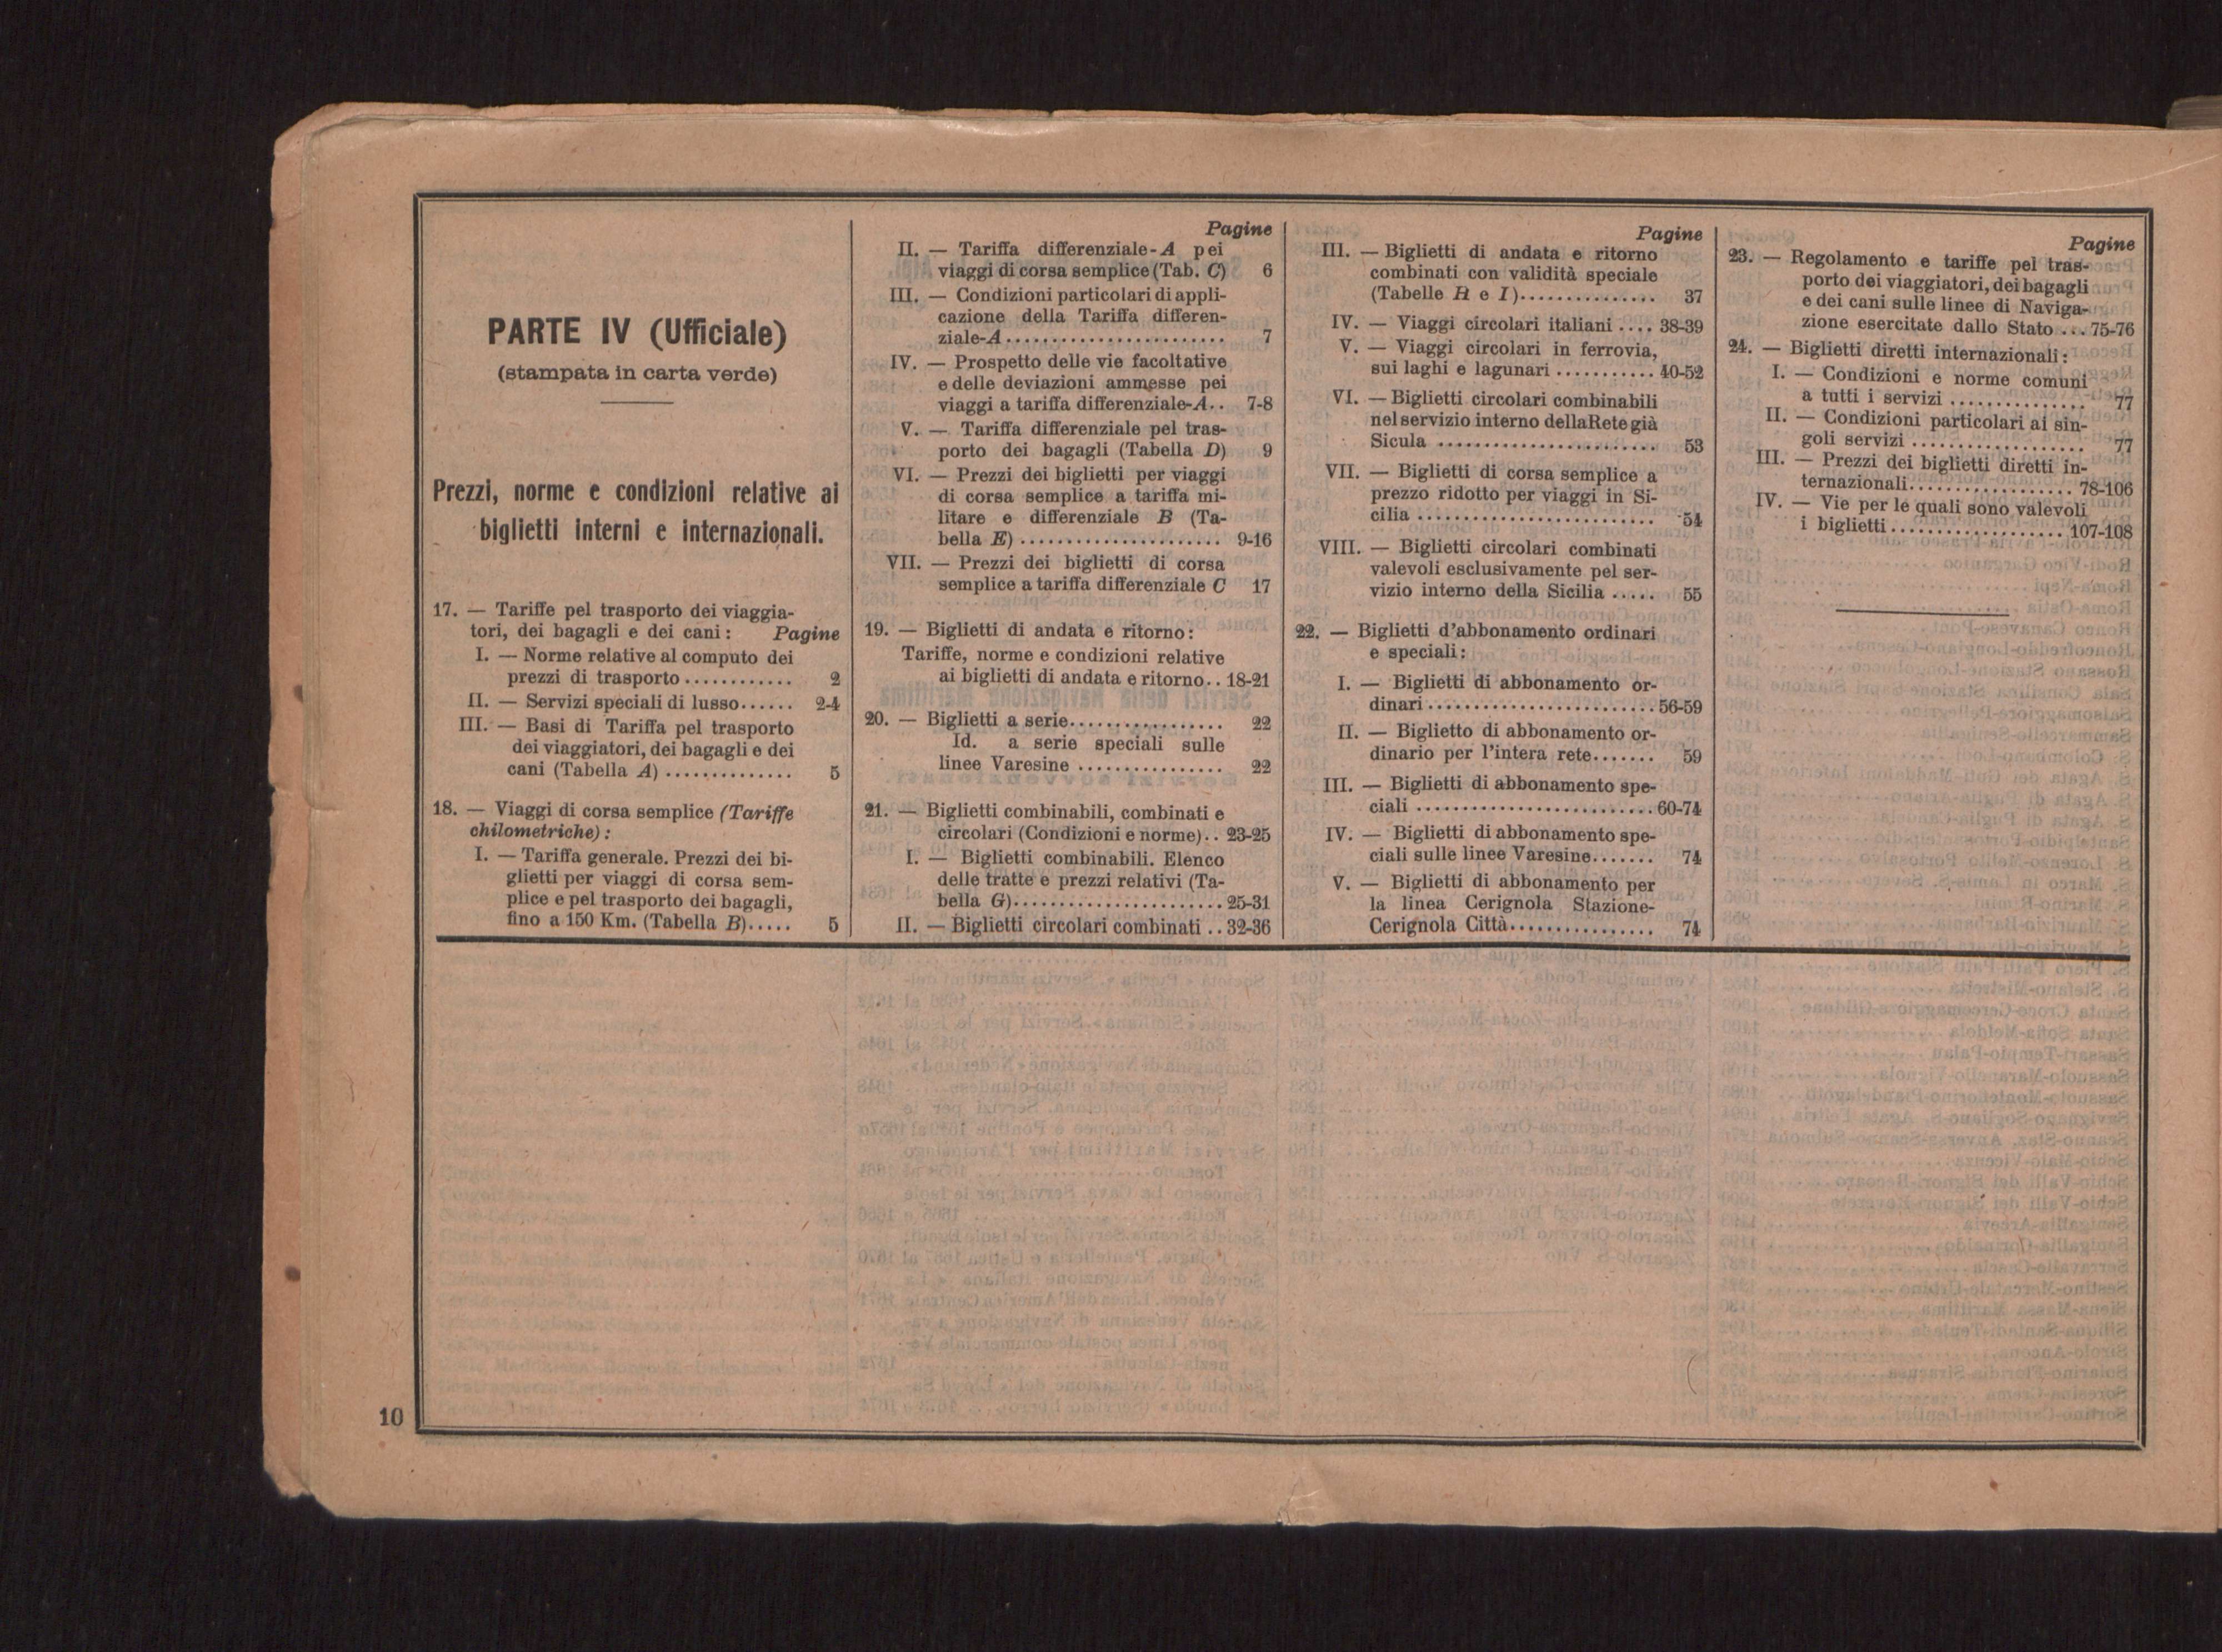 PARTE IV (Ufficiale)
(stampata in carta verde)
Prezzi, norme e condizioni relative ai
biglietti interni e internazionali.
17. — Tariffe pel trasporto dei viaggia-
tori, dei bagagli e dei cani: Pagine
I. — Norme relative al computo dei
prezzi di trasporto ............ 2
II. — Servizi speciali di lusso...... 2-4
III. — Basi di Tariffa pel trasporto
dei viaggiatori, dei bagagli e dei
cani (Tabella A) .............. 5
18. — Viaggi di corsa semplice (Tariffe
chilometriche):
I. — Tariffa generale. Prezzi dei bi-
glietti per viaggi di corsa sem-
plice e pel trasporto dei bagagli,
fino a 150 Km. (Tabella B)..... 5
Pagine
II. — Tariffa differenziale-A pei
viaggi di corsa semplice (Tab. C) 6
III. — Condizioni particolari di appli-
cazione della Tariffa differen-
ziale-A........................ 7
IV. — Prospetto delle vie facoltative
e delle deviazioni ammesse pei
viaggi a tariffa differenziale-A.. 7-8
V. — Tariffa differenziale pel tras-
porto dei bagagli (Tabella D) 9
VI. — Prezzi dei biglietti per viaggi
di corsa semplice a tariffa mi-
litare e differenziale B (Ta-
bella E) ...................... 9-16
VII. — Prezzi dei biglietti di corsa
semplice a tariffa differenziale C 17
19. — Biglietti di andata e ritorno:
Tariffe, norme e condizioni relative
ai biglietti di andata e ritorno.. 18-21
20. — Biglietti a serie................. 22
Id. a serie speciali sulle
linee Varesine ................ 22
21. — Biglietti combinabili, combinati e
circolari (Condizioni e norme).. 23-25
I. — Biglietti combinabili. Elenco
delle tratte e prezzi relativi (Ta-
bella G)....................... 25-31
II. — Biglietti circolari combinati .. 32-36
Pagine
III. — Biglietti di andata e ritorno
combinati con validità speciale
(Tabelle H e I)............... 37
IV. — Viaggi circolari italiani .... 38-39
V. — Viaggi circolari in ferrovia,
sui laghi e lagunari ........... 40-52
VI. — Biglietti circolari combinabili
nel servizio interno della Rete già
Sicula ........................ 53
VII. — Biglietti di corsa semplice a
prezzo ridotto per viaggi in Si-
cilia .......................... 54
VIII. — Biglietti circolari combinati
valevoli esclusivamente pel ser-
vizio interno della Sicilia ..... 55
22. — Biglietti d'abbonamento ordinari
e speciali:
I. — Biglietti di abbonamento or-
dinari ......................... 56-59
II. — Biglietto di abbonamento or-
dinario per l'intera rete....... 59
III. — Biglietti di abbonamento spe-
ciali .......................... 60-74
IV. — Biglietti di abbonamento spe-
ciali sulle linee Varesine....... 74
V. — Biglietti di abbonamento per
la linea Cerignola Stazione-
Cerignola Città................ 74
Pagine
23. — Regolamento e tariffe pel tras-
porto dei viaggiatori, dei bagagli
e dei cani sulle linee di Naviga-
zione esercitate dallo Stato ... 75-76
24. — Biglietti diretti internazionali:
I. — Condizioni e norme comuni
a tutti i servizi ............... 77
II. — Condizioni particolari ai sin-
goli servizi ................... 77
III. — Prezzi dei biglietti diretti in-
ternazionali.................. 78-106
IV. — Vie per le quali sono valevoli
i biglietti ................... 107-108
10